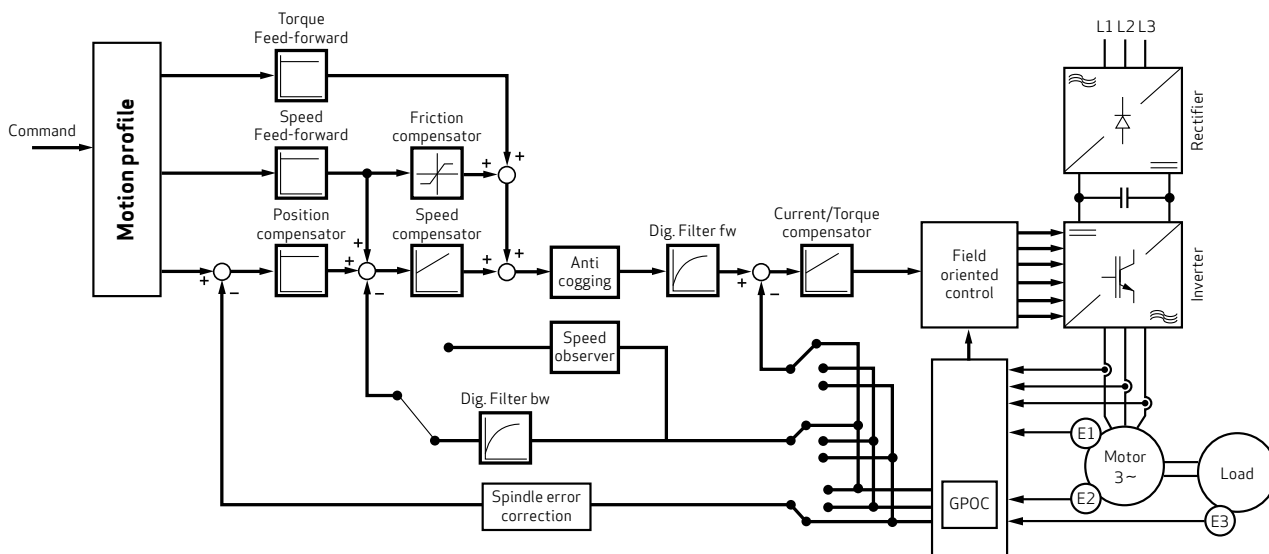 Torque
Feed-forward
L1 L2 L3
Motion profile
Rectifier
Command
Speed
Feed-forward
Friction
compensator
+
+
Position
compensator
+
Speed
compensator
+
Dig. Filter fw
Current/Torque
compensator
+
+
+
+
Anti
cogging
+
Field
oriented
control
Inverter
−
−
−
Speed
observer
Dig. Filter bw
E1
Motor
3~
Load
Spindle error
correction
GPOC
E2
E3